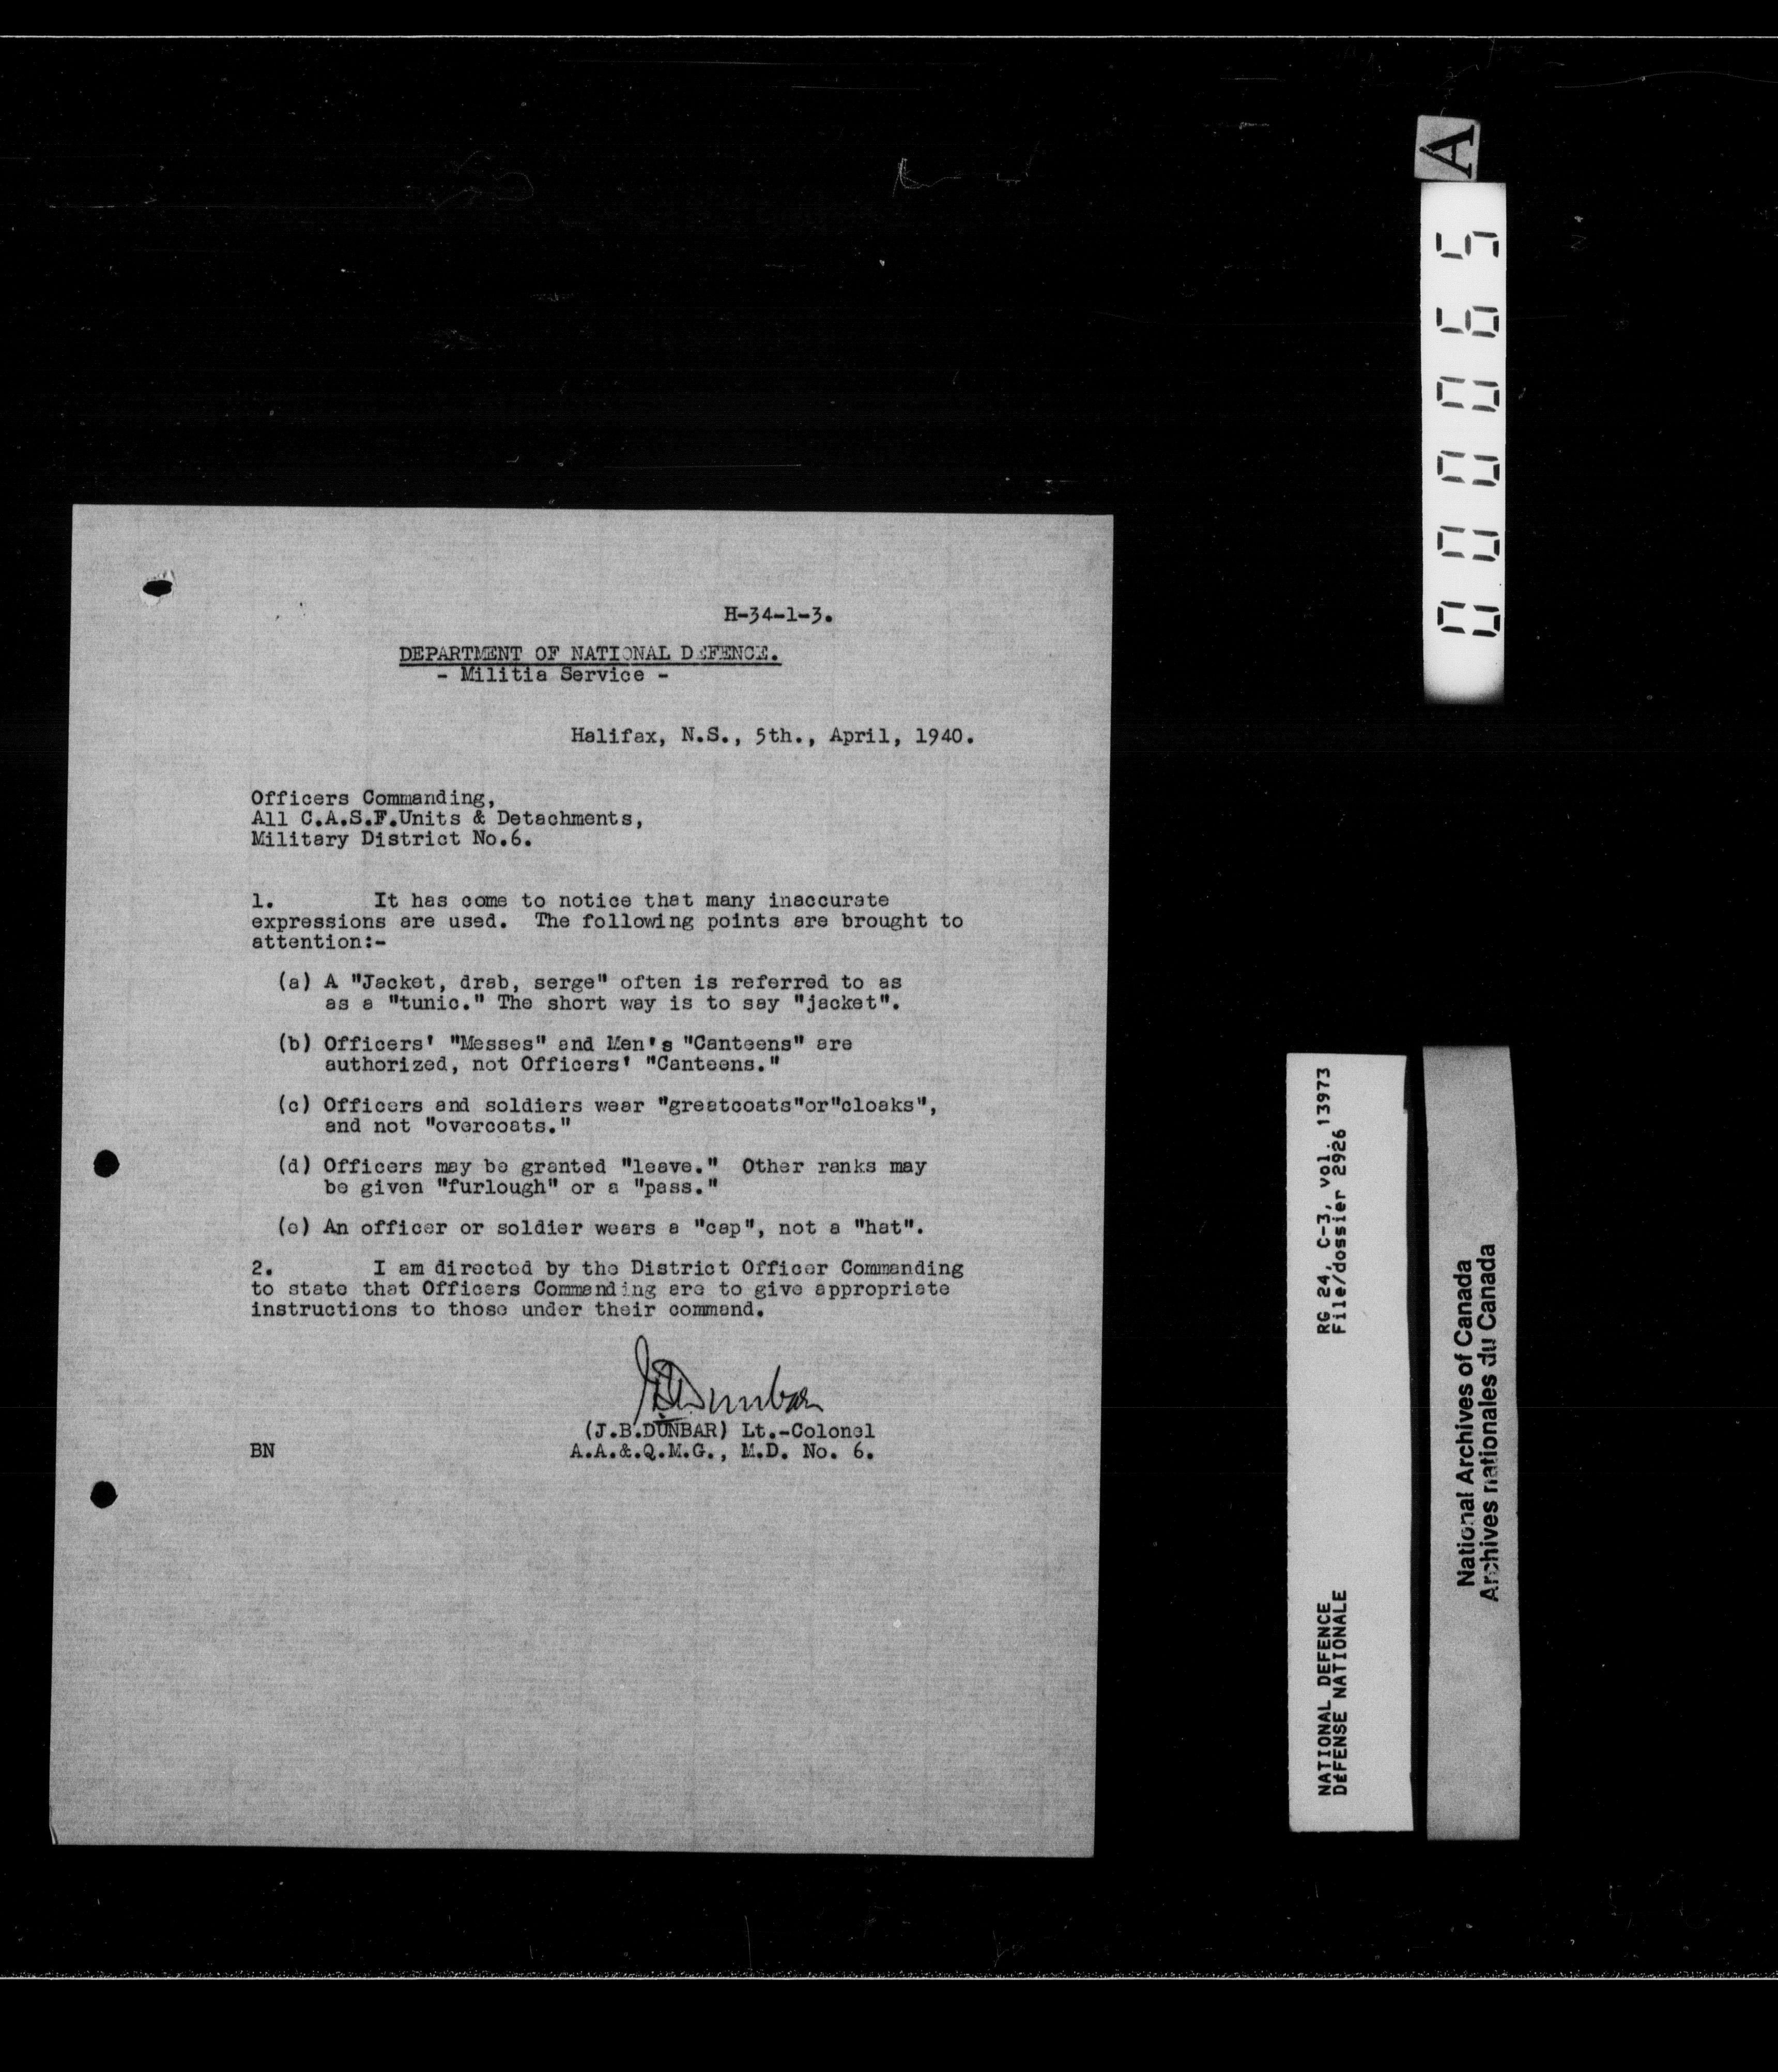 H-34-1-3.
DEPARTMENT OF NATIONAL DEFENCE.
- Militia Service -
Halifax, N.S., 5th., April, 1940.
Officers Commanding,
All C.A.S.F.Units & Detachments,
Military District No.6.
1. It has come to notice that many inaccurate
expressions are used. The following points are brought to
attention:-
(a) A "Jacket, drab, serge" often is referred to as
as a "tunic." The short way is to say "jacket".
(b) Officers' "Messes" and Men's "Canteens" are
authorized, not Officers' "Canteens."
(c) Officers and soldiers wear "greatcoats"or"cloaks",
and not "overcoats."
(d) Officers may be granted "leave." Other ranks may
be given "furlough" or a "pass."
(e) An officer or soldier wears a "cap", not a "hat".
2. I am directed by the District Officer Commanding
to state that Officers Commanding are to give appropriate
instructions to those under their command.
JBDunbar
(J.B.DUNBAR) Lt.-Colonel
BN A.A.&.Q.M.G., M.D. No. 6.
A
000065
RG 24, C-3, vol. 13973
File/dossier 2926
NATIONAL DEFENCE
DÉFENSE NATIONALE
National Archives of Canada
Archives nationales du Canada